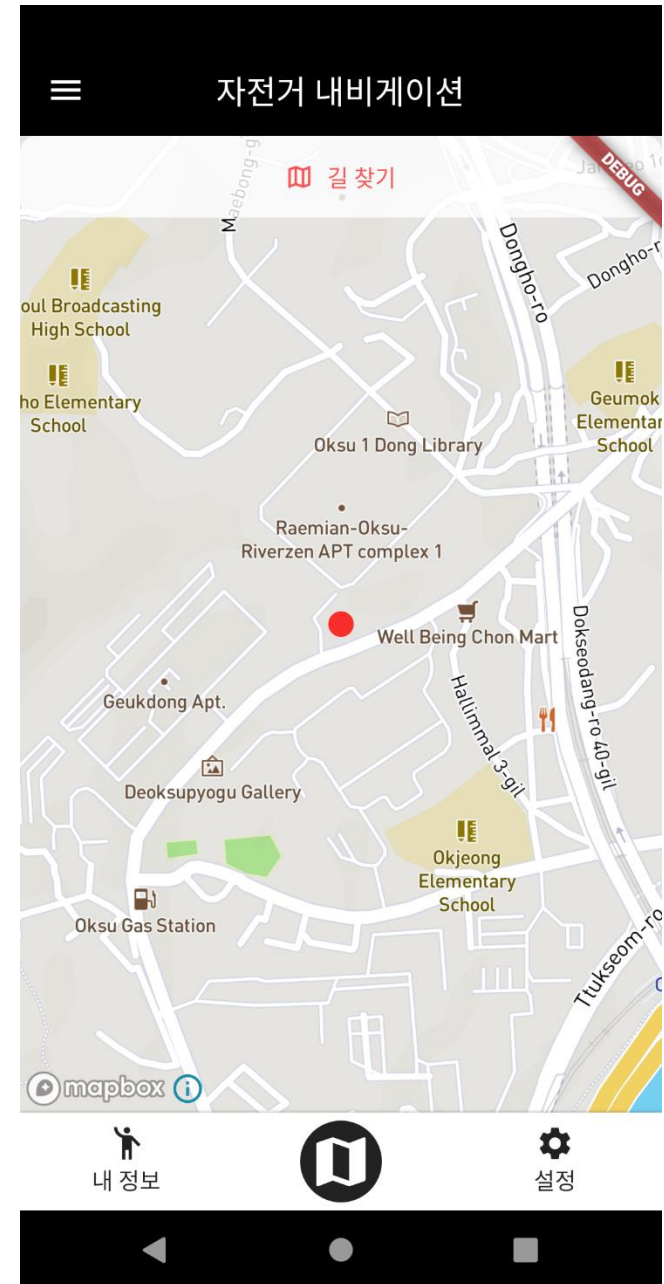 자전거 내비게이션
DEBUG
길 찾기
Maebong-g
Dongho-ro
Dongho-r
oul Broadcasting
High School
ho Elementary
School
Geumok
Elementar
School
Oksu 1 Dong Library
Raemian-Oksu-
Riverzen APT complex 1
Well Being Chon Mart
Dokseodang-ro 40-gil
Geukdong Apt.
Hallimmal 3-gil
Deoksupyogu Gallery
Okjeong
Elementary
School
Oksu Gas Station
Ttukseom-ro
mapbox
내 정보
설정